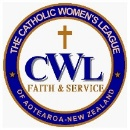 THE CATHOLIC WOMEN'S LEAGUE
CWL
FAITH & SERVICE
OF AOTEAROA-NEW ZEALAND